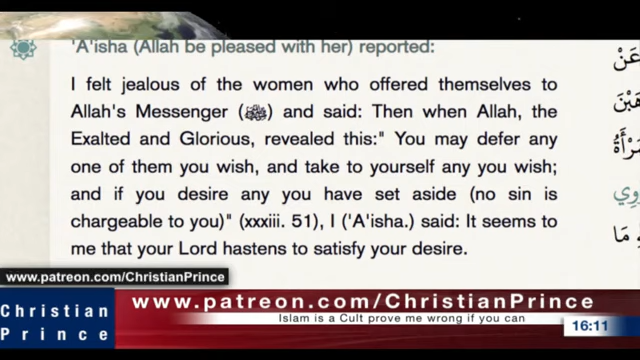 'A'isha (Allah be pleased with her) reported:
I felt jealous of the women who offered themselves to
Allah's Messenger (ﷺ) and said: Then when Allah, the
Exalted and Glorious, revealed this:" You may defer any
one of them you wish, and take to yourself any you wish;
and if you desire any you have set aside (no sin is
chargeable to you)" (xxxiii. 51), I ('A'isha.) said: It seems to
me that your Lord hastens to satisfy your desire.
عَنْ
www.patreon.com/ChristianPrince
Christian
Prince
www.patreon.com/ChristianPrince
Islam is a Cult prove me wrong if you can
16:11